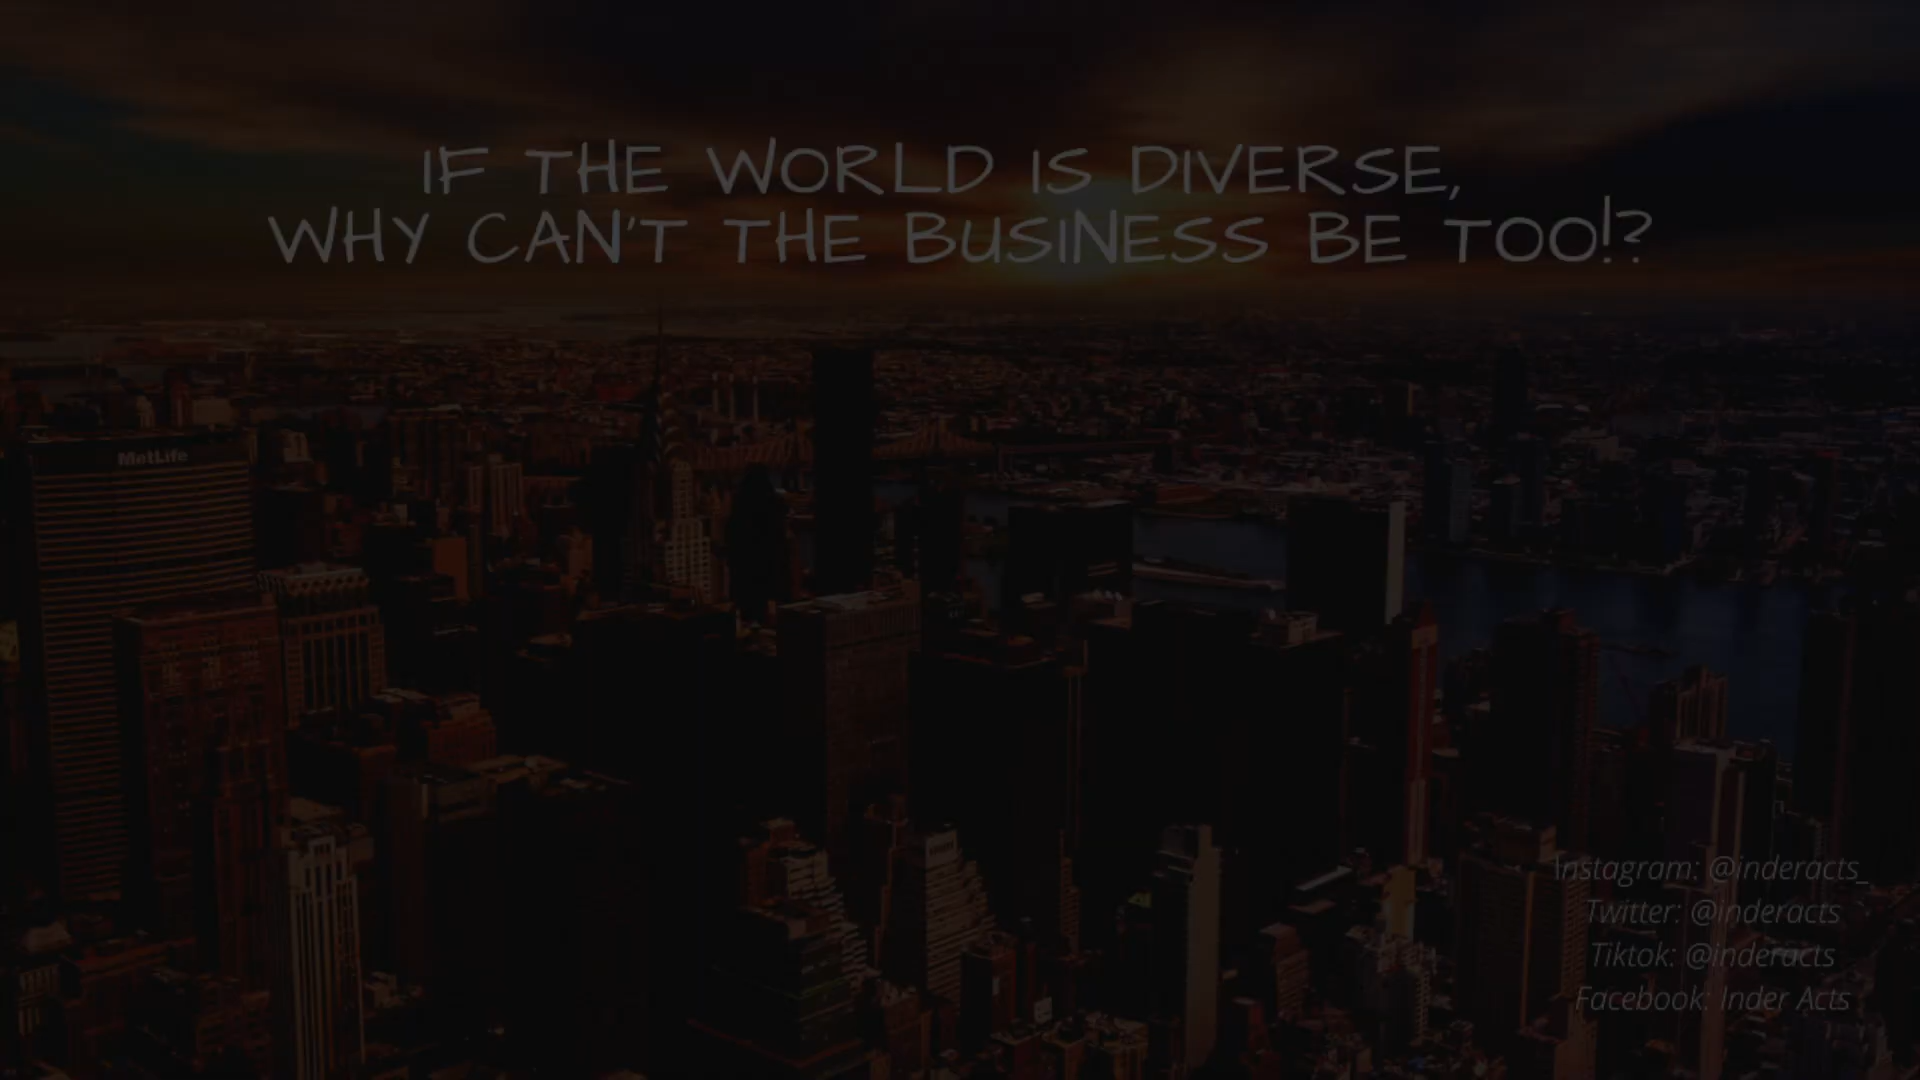 IF THE WORLD IS DIVERSE,
WHY CAN'T THE BUSINESS BE TOO!?
MetLife
Instagram: @inderacts_
Twitter: @inderacts
Tiktok: @inderacts
Facebook: Inder Acts